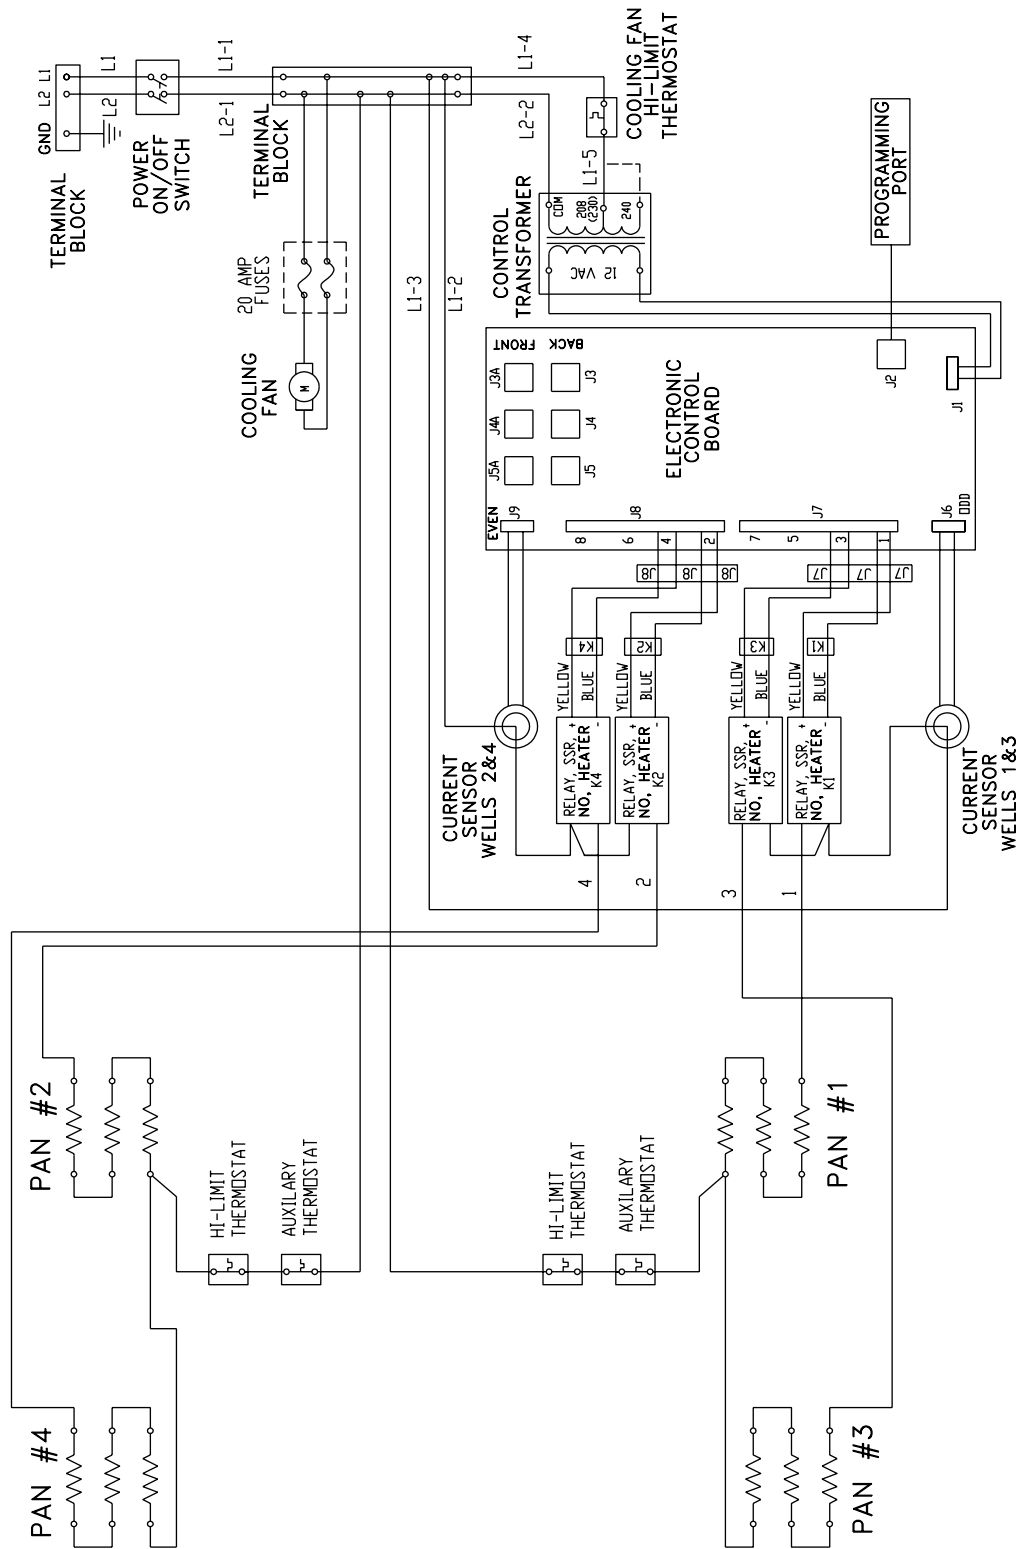 GND L2 L1
TERMINAL
BLOCK
L1
L2
POWER
ON/OFF
SWITCH
L1-1
L2-1
TERMINAL
BLOCK
20 AMP
FUSES
COOLING
FAN
M
L1-3
L1-2
L1-4
L2-2
COOLING FAN
HI-LIMIT
THERMOSTAT
L1-5
CONTROL
TRANSFORMER
COM
208
(230)
240
12 VAC
PROGRAMMING
PORT
FRONT
BACK
J3A
J4A
J5A
J3
J4
J5
J2
J1
ELECTRONIC
CONTROL
BOARD
EVEN
J9
J8
8
6
4
2
J7
7
5
3
1
J6
ODD
J8
J8
J8
J7
J7
J7
K4
K2
K3
K1
YELLOW
BLUE
YELLOW
BLUE
YELLOW
BLUE
YELLOW
BLUE
RELAY, SSR, +
NO, HEATER
K4 -
RELAY, SSR, +
NO, HEATER
K2 -
RELAY, SSR, +
NO, HEATER
K3 -
RELAY, SSR, +
NO, HEATER
K1 -
CURRENT
SENSOR
WELLS 2&4
CURRENT
SENSOR
WELLS 1&3
4
2
3
1
PAN #2
HI-LIMIT
THERMOSTAT
AUXILARY
THERMOSTAT
HI-LIMIT
THERMOSTAT
AUXILARY
THERMOSTAT
PAN #1
PAN #4
PAN #3